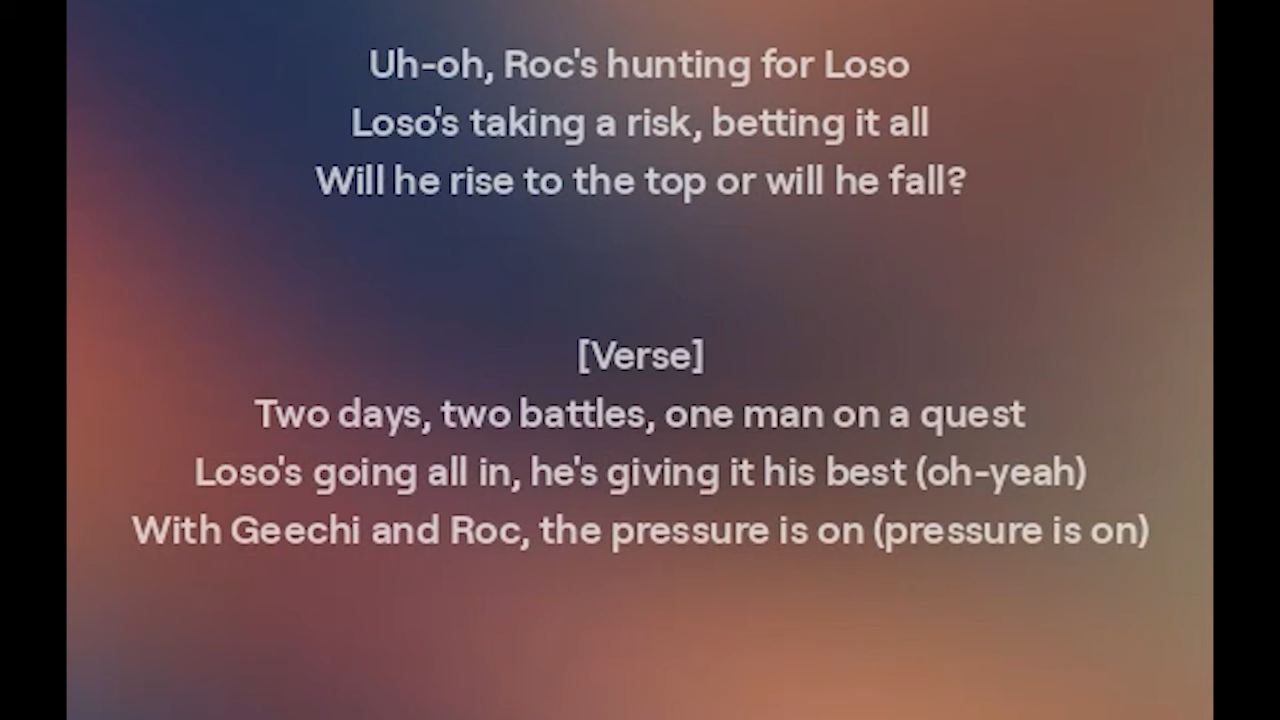 Uh-oh, Roc's hunting for Loso
Loso's taking a risk, betting it all
Will he rise to the top or will he fall?
[Verse]
Two days, two battles, one man on a quest
Loso's going all in, he's giving it his best (oh-yeah)
With Geechi and Roc, the pressure is on (pressure is on)